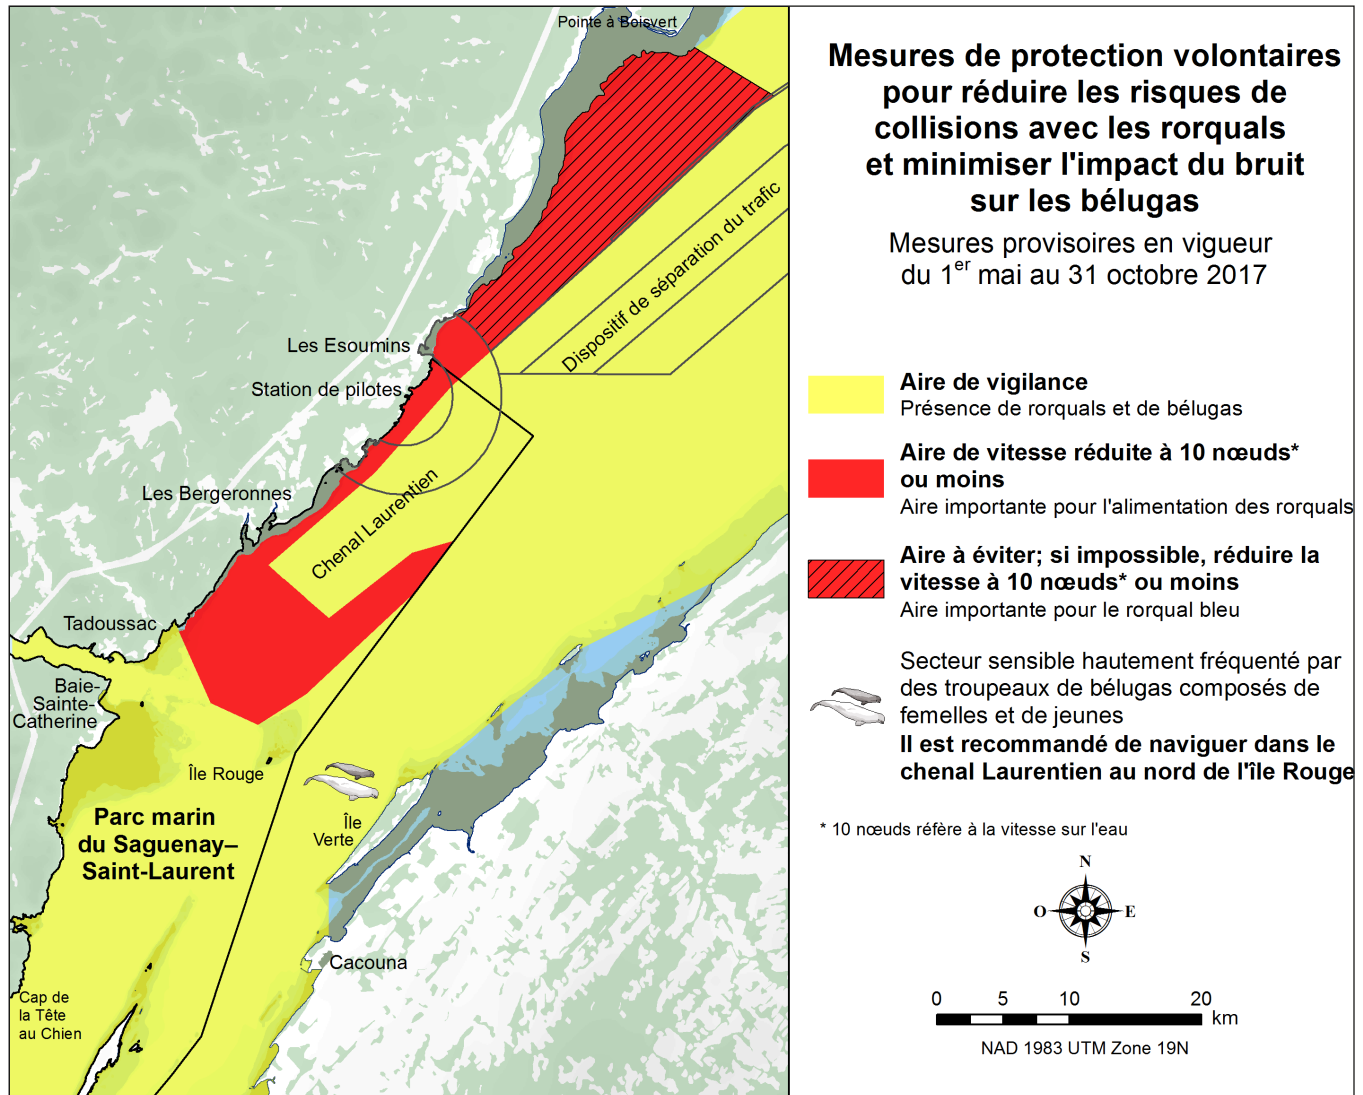 Pointe à Boisvert
Dispositif de séparation du trafic
Les Esoumins
Station de pilotes
Les Bergeronnes
Chenal Laurentien
Tadoussac
Baie-
Sainte-
Catherine
Île Rouge
Île
Verte
Parc marin
du Saguenay–
Saint-Laurent
Cacouna
Cap de
la Tête
au Chien
Mesures de protection volontaires
pour réduire les risques de
collisions avec les rorquals
et minimiser l'impact du bruit
sur les bélugas
Mesures provisoires en vigueur
du 1er mai au 31 octobre 2017
Aire de vigilance
Présence de rorquals et de bélugas
Aire de vitesse réduite à 10 nœuds*
ou moins
Aire importante pour l'alimentation des rorquals
Aire à éviter; si impossible, réduire la
vitesse à 10 nœuds* ou moins
Aire importante pour le rorqual bleu
Secteur sensible hautement fréquenté par
des troupeaux de bélugas composés de
femelles et de jeunes
Il est recommandé de naviguer dans le
chenal Laurentien au nord de l'île Rouge
* 10 nœuds réfère à la vitesse sur l'eau
N
O E
S
0 5 10 20
km
NAD 1983 UTM Zone 19N